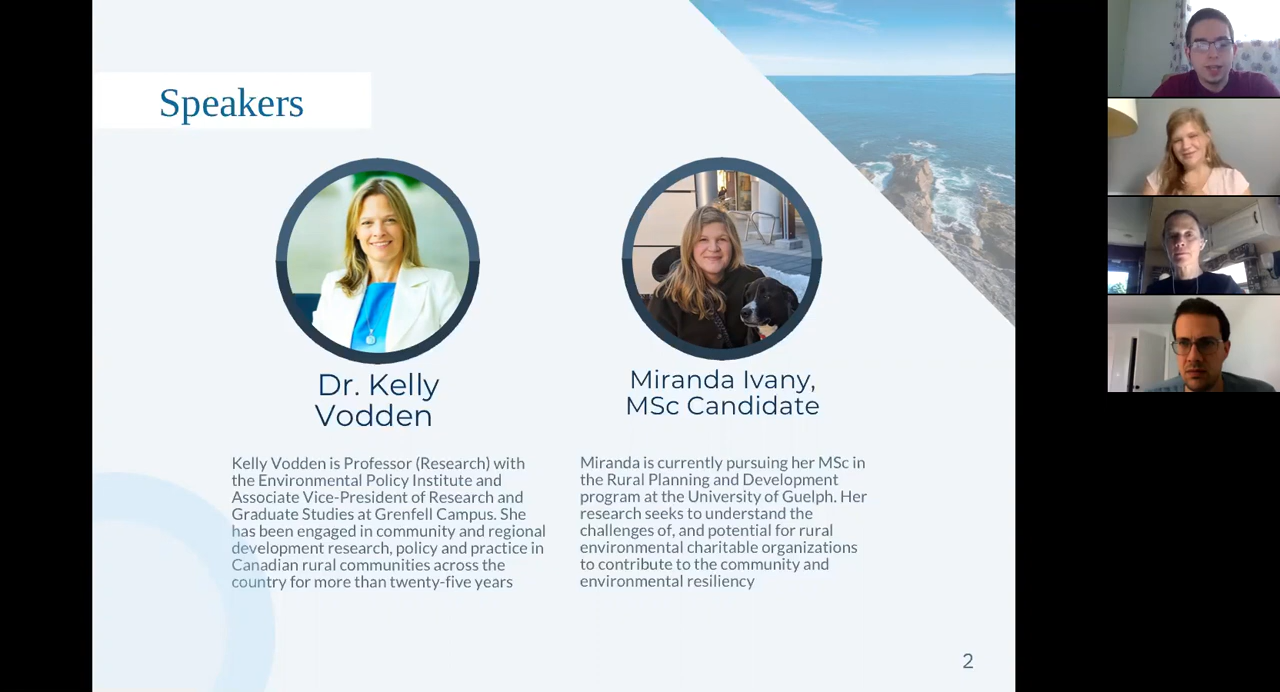 Speakers
Dr. Kelly
Vodden
Kelly Vodden is Professor (Research) with
the Environmental Policy Institute and
Associate Vice-President of Research and
Graduate Studies at Grenfell Campus. She
has been engaged in community and regional
development research, policy and practice in
Canadian rural communities across the
country for more than twenty-five years
Miranda Ivany,
MSc Candidate
Miranda is currently pursuing her MSc in
the Rural Planning and Development
program at the University of Guelph. Her
research seeks to understand the
challenges of, and potential for rural
environmental charitable organizations
to contribute to the community and
environmental resiliency
2